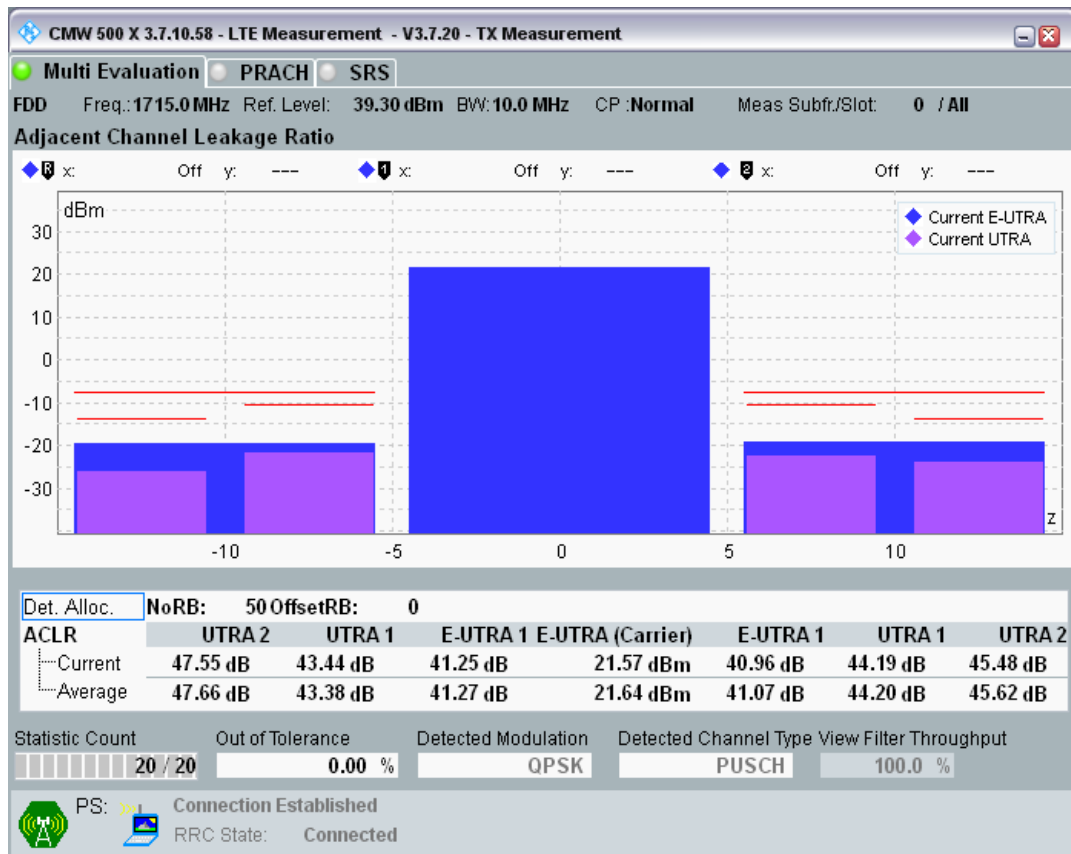 CMW 500 X 3.7.10.58 - LTE Measurement - V3.7.20 - TX Measurement
Multi Evaluation PRACH SRS
FDD Freq.: 1715.0 MHz Ref. Level: 39.30 dBm BW: 10.0 MHz CP : Normal Meas Subfr./Slot: 0 / All
Adjacent Channel Leakage Ratio
R x: Off y: --- 1 x: Off y: --- 2 x: Off y: ---
dBm
Current E-UTRA
Current UTRA
30
20
10
0
-10
-20
-30
z
-10 -5 0 5 10
Det. Alloc. NoRB: 50 OffsetRB: 0
ACLR UTRA 2 UTRA 1 E-UTRA 1 E-UTRA (Carrier) E-UTRA 1 UTRA 1 UTRA 2
Current 47.55 dB 43.44 dB 41.25 dB 21.57 dBm 40.96 dB 44.19 dB 45.48 dB
Average 47.66 dB 43.38 dB 41.27 dB 21.64 dBm 41.07 dB 44.20 dB 45.62 dB
Statistic Count Out of Tolerance Detected Modulation Detected Channel Type View Filter Throughput
20 / 20 0.00 % QPSK PUSCH 100.0 %
PS: Connection Established
RRC State: Connected